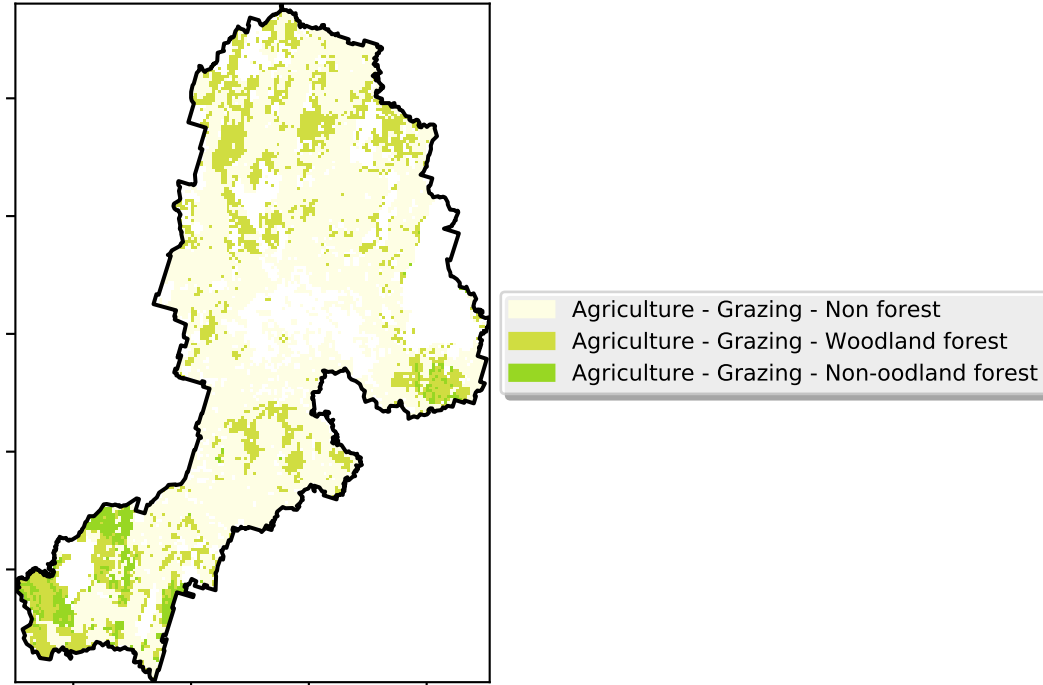 Agriculture - Grazing - Non forest
Agriculture - Grazing - Woodland forest
Agriculture - Grazing - Non-oodland forest